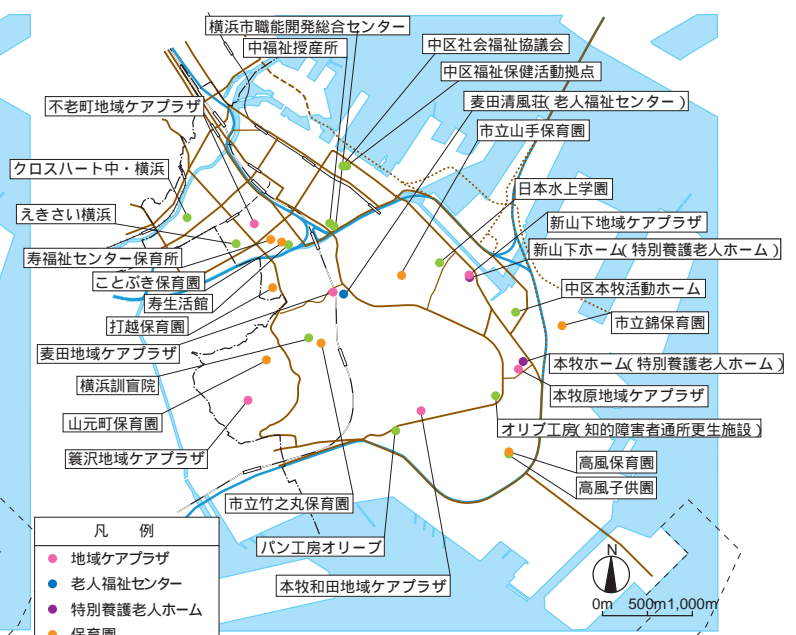 横浜市職能開発総合センター
中福祉授産所
中区社会福祉協議会
中区福祉保健活動拠点
不老町地域ケアプラザ
麦田清風荘(老人福祉センター)
市立山手保育園
クロスハート中・横浜
日本水上学園
えきさい横浜
新山下地域ケアプラザ
新山下ホーム(特別養護老人ホーム)
寿福祉センター保育所
ことぶき保育園
中区本牧活動ホーム
寿生活館
打越保育園
市立錦保育園
麦田地域ケアプラザ
本牧ホーム(特別養護老人ホーム)
横浜訓盲院
本牧原地域ケアプラザ
山元町保育園
オリブ工房(知的障害者通所更生施設)
簑沢地域ケアプラザ
高風保育園
高風子供園
市立竹之丸保育園
パン工房オリーブ
本牧和田地域ケアプラザ
凡 例
地域ケアプラザ
老人福祉センター
特別養護老人ホーム
保育園
N
0m 500m 1,000m